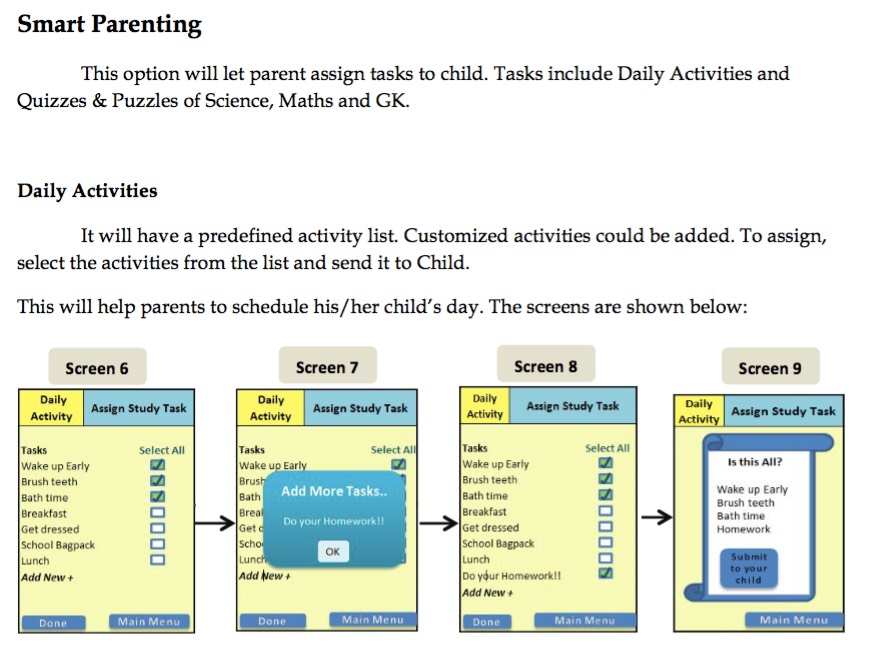 Smart Parenting
This option will let parent assign tasks to child. Tasks include Daily Activities and
Quizzes & Puzzles of Science, Maths and GK.
Daily Activities
It will have a predefined activity list. Customized activities could be added. To assign,
select the activities from the list and send it to Child.
This will help parents to schedule his/her child's day. The screens are shown below:
Screen 6
Daily
Activity
Assign Study Task
Tasks Select All
Wake up Early
Brush teeth
Bath time
Breakfast
Get dressed
School Bagpack
Lunch
Add New +
Done Main Menu
Screen 7
Daily
Activity
Assign Study Task
Tasks Select All
Wake up Early
Brush
Bath
Brea
Get d
Scho
Lunch
Add New +
Add More Tasks..
Do your Homework!!
OK
Done Main Menu
Screen 8
Daily
Activity
Assign Study Task
Tasks Select All
Wake up Early
Brush teeth
Bath time
Breakfast
Get dressed
School Bagpack
Lunch
Do your Homework!!
Add New +
Done Main Menu
Screen 9
Daily
Activity
Assign Study Task
Is this All?
Wake up Early
Brush teeth
Bath time
Homework
Submit
to your
child
Main Menu